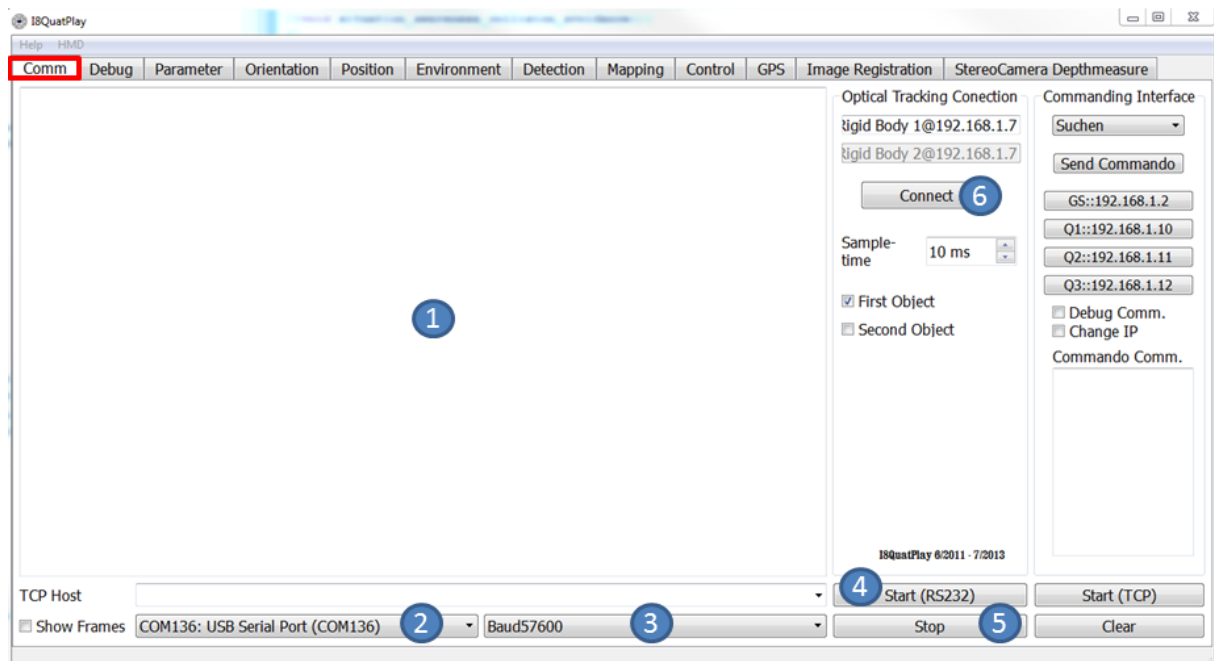 I8QuatPlay
Help HMD
Comm Debug Parameter Orientation Position Environment Detection Mapping Control GPS Image Registration StereoCamera Depthmeasure
Optical Tracking Conection
Rigid Body 1@192.168.1.7
Rigid Body 2@192.168.1.7
Connect 6
Sample-
time
10 ms
First Object
Second Object
I8QuatPlay 6/2011 - 7/2013
Commanding Interface
Suchen
Send Commando
GS::192.168.1.2
Q1::192.168.1.10
Q2::192.168.1.11
Q3::192.168.1.12
Debug Comm.
Change IP
Commando Comm.
1
TCP Host
4 Start (RS232)
Start (TCP)
Show Frames COM136: USB Serial Port (COM136) 2 Baud57600 3
Stop 5
Clear